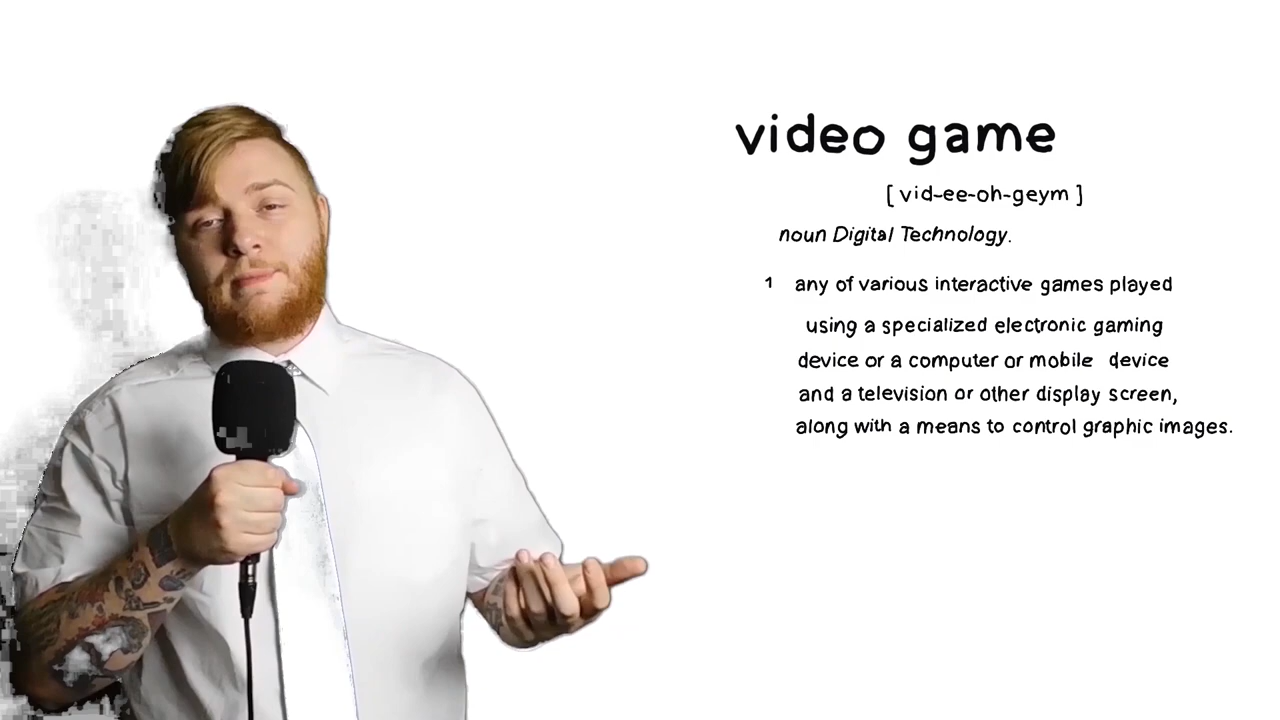 video game
[ vid-ee-oh-geym ]
noun Digital Technology.
1 any of various interactive games played
using a specialized electronic gaming
device or a computer or mobile device
and a television or other display screen,
along with a means to control graphic images.